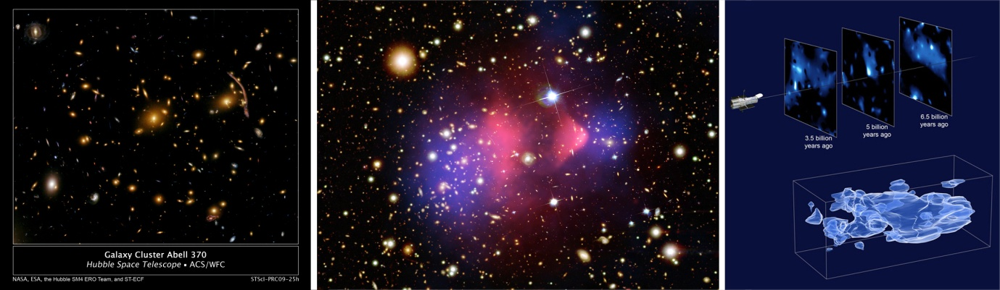 Galaxy Cluster Abell 370
Hubble Space Telescope ▪ ACS/WFC
NASA, ESA, the Hubble SM4 ERO Team, and ST-ECF
STScI-PRC09-25h
3.5 billion
years ago
5 billion
years ago
6.5 billion
years ago